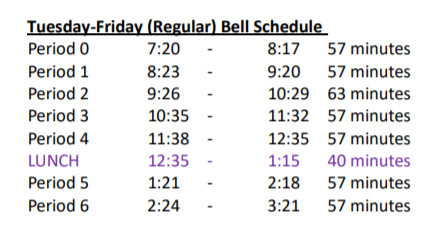 Tuesday-Friday (Regular) Bell Schedule
Period 0 7:20 - 8:17 57 minutes
Period 1 8:23 - 9:20 57 minutes
Period 2 9:26 - 10:29 63 minutes
Period 3 10:35 - 11:32 57 minutes
Period 4 11:38 - 12:35 57 minutes
LUNCH 12:35 - 1:15 40 minutes
Period 5 1:21 - 2:18 57 minutes
Period 6 2:24 - 3:21 57 minutes